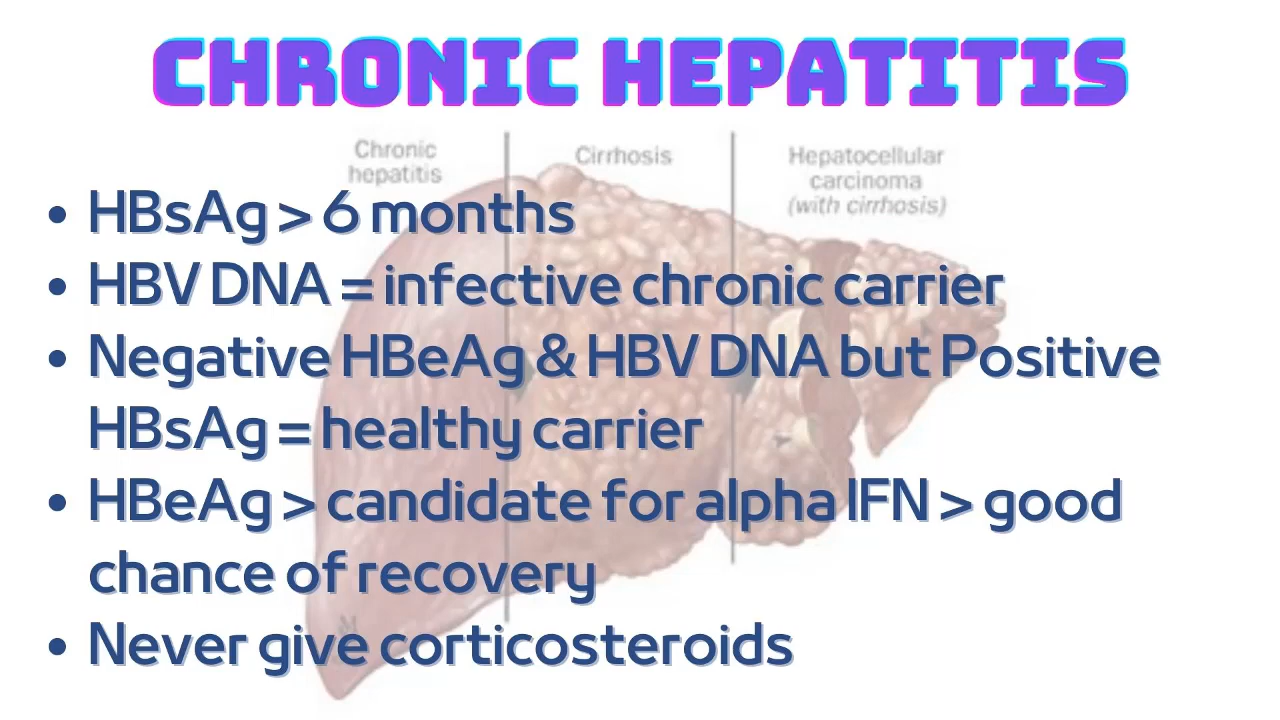 CHRONIC HEPATITIS
Chronic
hepatitis
Cirrhosis
Hepatocellular
carcinoma
(with cirrhosis)
• HBsAg > 6 months
• HBV DNA = infective chronic carrier
• Negative HBeAg & HBV DNA but Positive
HBsAg = healthy carrier
• HBeAg > candidate for alpha IFN > good
chance of recovery
• Never give corticosteroids